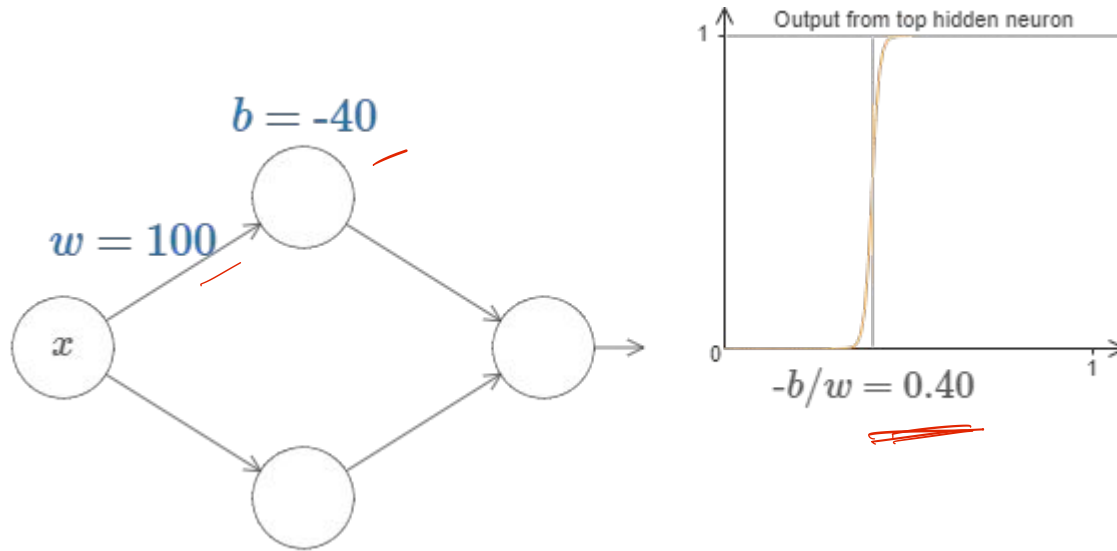 b = -40
w = 100
x
Output from top hidden neuron
1
0
1
-b/w = 0.40